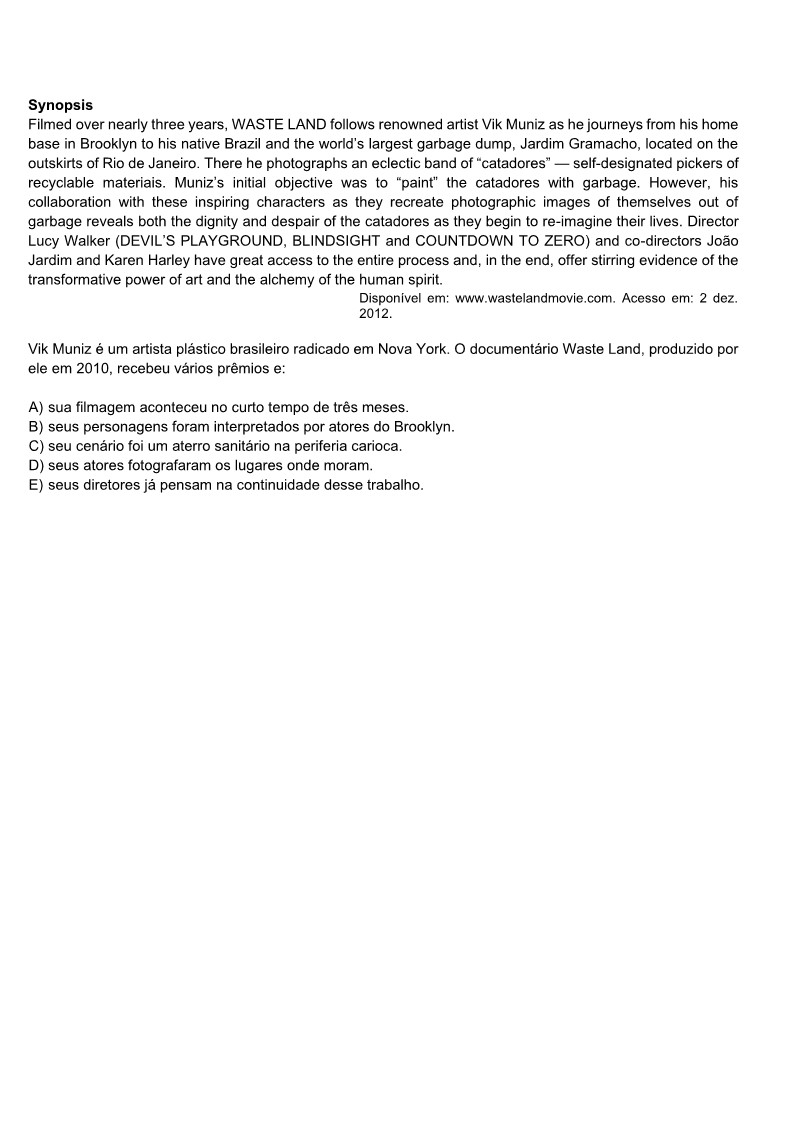 Synopsis
Filmed over nearly three years, WASTE LAND follows renowned artist Vik Muniz as he journeys from his home
base in Brooklyn to his native Brazil and the world's largest garbage dump, Jardim Gramacho, located on the
outskirts of Rio de Janeiro. There he photographs an eclectic band of “catadores” — self-designated pickers of
recyclable materiais. Muniz's initial objective was to “paint” the catadores with garbage. However, his
collaboration with these inspiring characters as they recreate photographic images of themselves out of
garbage reveals both the dignity and despair of the catadores as they begin to re-imagine their lives. Director
Lucy Walker (DEVIL'S PLAYGROUND, BLINDSIGHT and COUNTDOWN TO ZERO) and co-directors João
Jardim and Karen Harley have great access to the entire process and, in the end, offer stirring evidence of the
transformative power of art and the alchemy of the human spirit.
Disponível em: www.wastelandmovie.com. Acesso em: 2 dez.
2012.
Vik Muniz é um artista plástico brasileiro radicado em Nova York. O documentário Waste Land, produzido por
ele em 2010, recebeu vários prêmios e:
A) sua filmagem aconteceu no curto tempo de três meses.
B) seus personagens foram interpretados por atores do Brooklyn.
C) seu cenário foi um aterro sanitário na periferia carioca.
D) seus atores fotografaram os lugares onde moram.
E) seus diretores já pensam na continuidade desse trabalho.